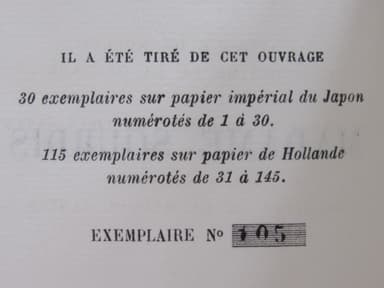 IL A ÉTÉ TIRÉ DE CET OUVRAGE
30 exemplaires sur papier impérial du Japon
numérotés de 1 à 30.
115 exemplaires sur papier de Hollande
numérotés de 31 à 145.
EXEMPLAIRE Nº 105